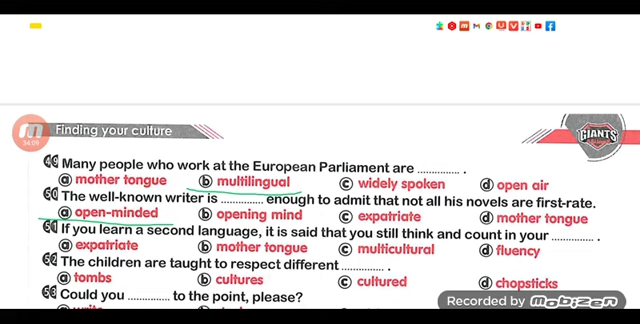 34:09
Finding your culture
GIANTS
Many people who work at the European Parliament are .............. .
ⓐ mother tongue ⓑ multilingual ⓒ widely spoken ⓓ open air
The well-known writer is .............. enough to admit that not all his novels are first-rate.
ⓐ open-minded ⓑ opening mind ⓒ expatriate ⓓ mother tongue
If you learn a second language, it is said that you still think and count in your .............. .
ⓐ expatriate ⓑ mother tongue ⓒ multicultural ⓓ fluency
The children are taught to respect different .............. .
ⓐ tombs ⓑ cultures ⓒ cultured ⓓ chopsticks
Could you .............. to the point, please?
Recorded by Mobizen